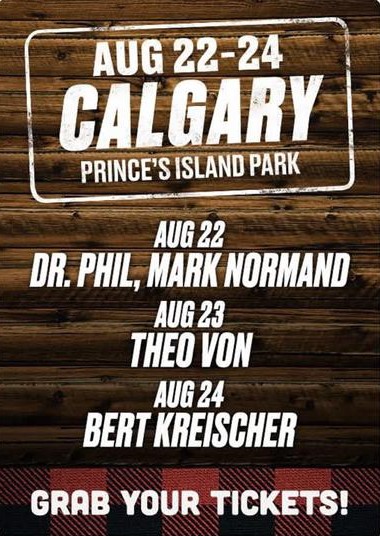 AUG 22-24
CALGARY
PRINCE'S ISLAND PARK
AUG 22
DR. PHIL, MARK NORMAND
AUG 23
THEO VON
AUG 24
BERT KREISCHER
GRAB YOUR TICKETS!